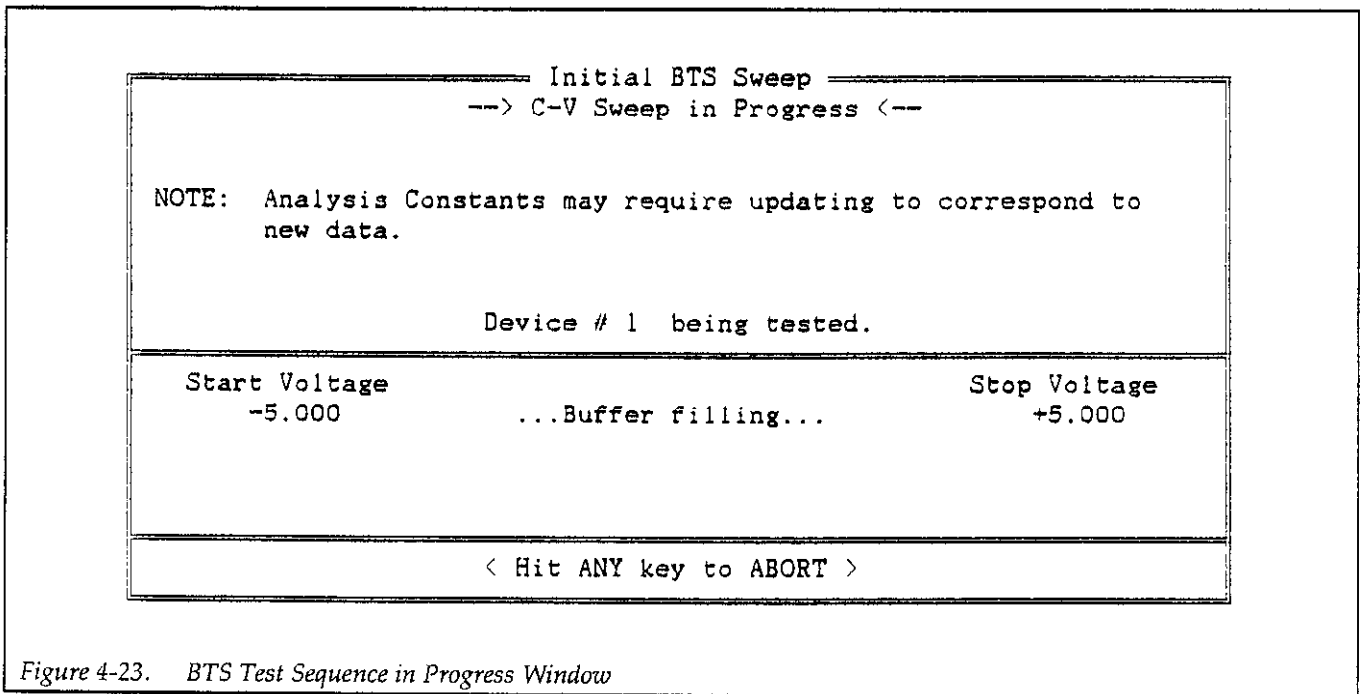 Initial BTS Sweep
--> C-V Sweep in Progress <--
NOTE: Analysis Constants may require updating to correspond to
new data.
Device # 1 being tested.
Start Voltage Stop Voltage
-5.000 ...Buffer filling... +5.000
< Hit ANY key to ABORT >
Figure 4-23. BTS Test Sequence in Progress Window